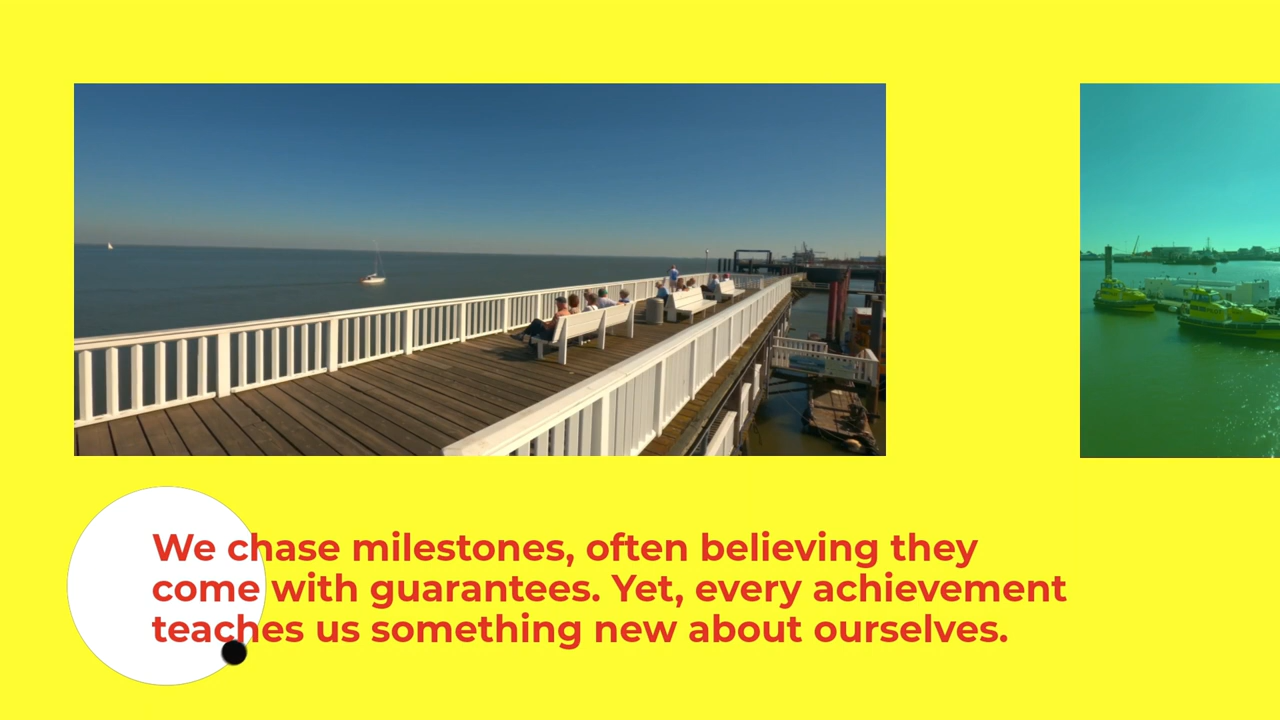 We chase milestones, often believing they
come with guarantees. Yet, every achievement
teaches us something new about ourselves.